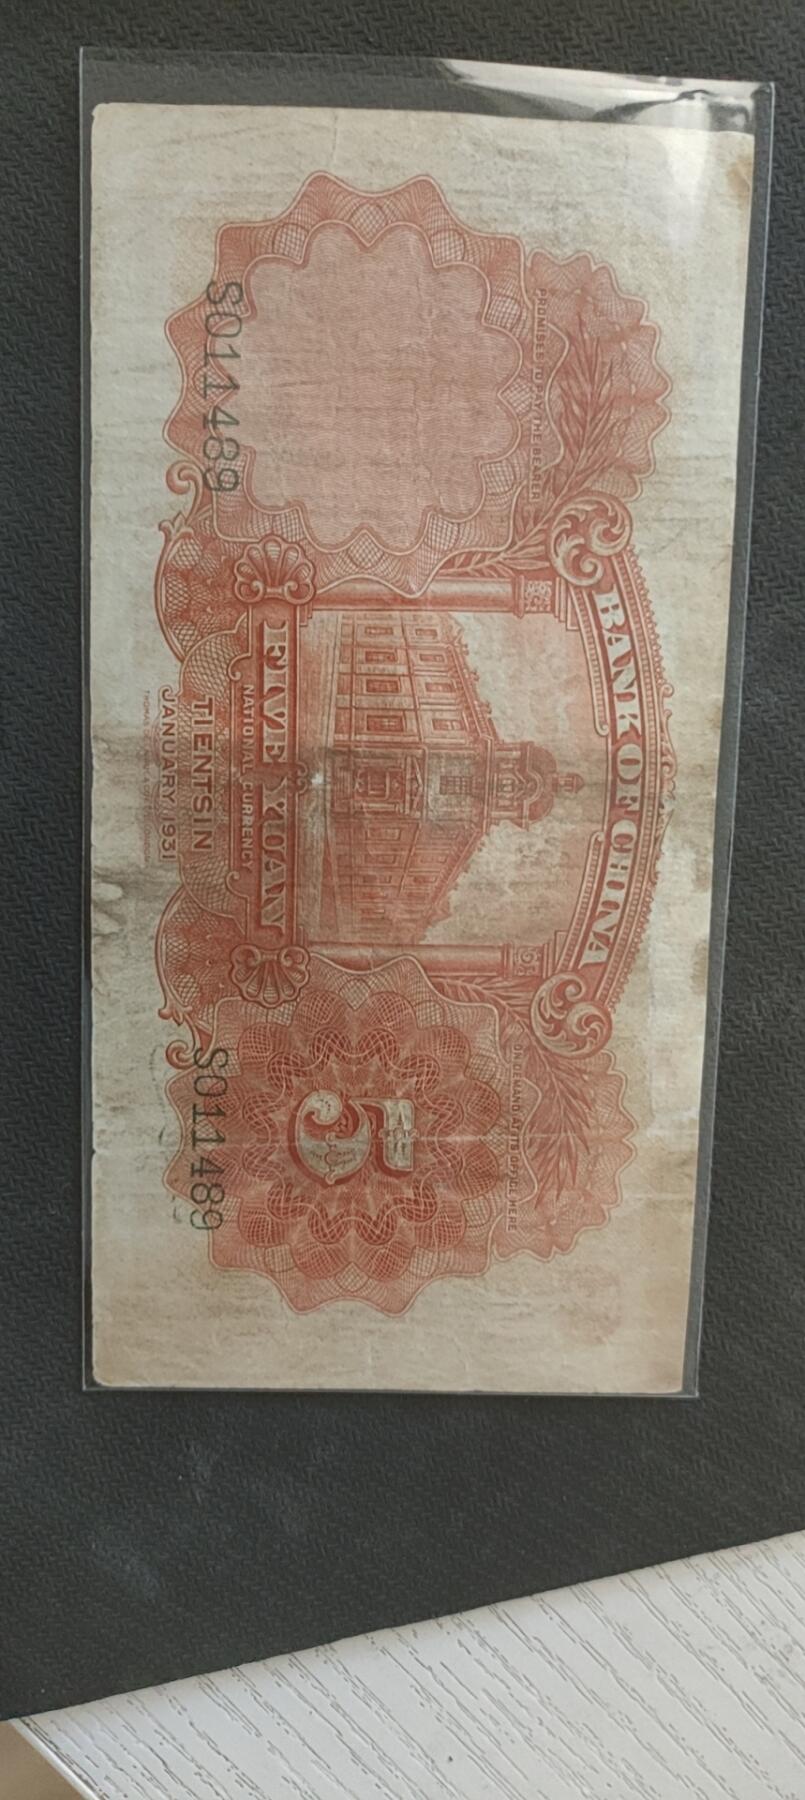 BANK OF CHINA
PROMISES TO PAY THE BEARER
ON DEMAND AT ITS OFFICE HERE
5
FIVE YUAN
NATIONAL CURRENCY
S011489
S011489
TIENTSIN
JANUARY 1931